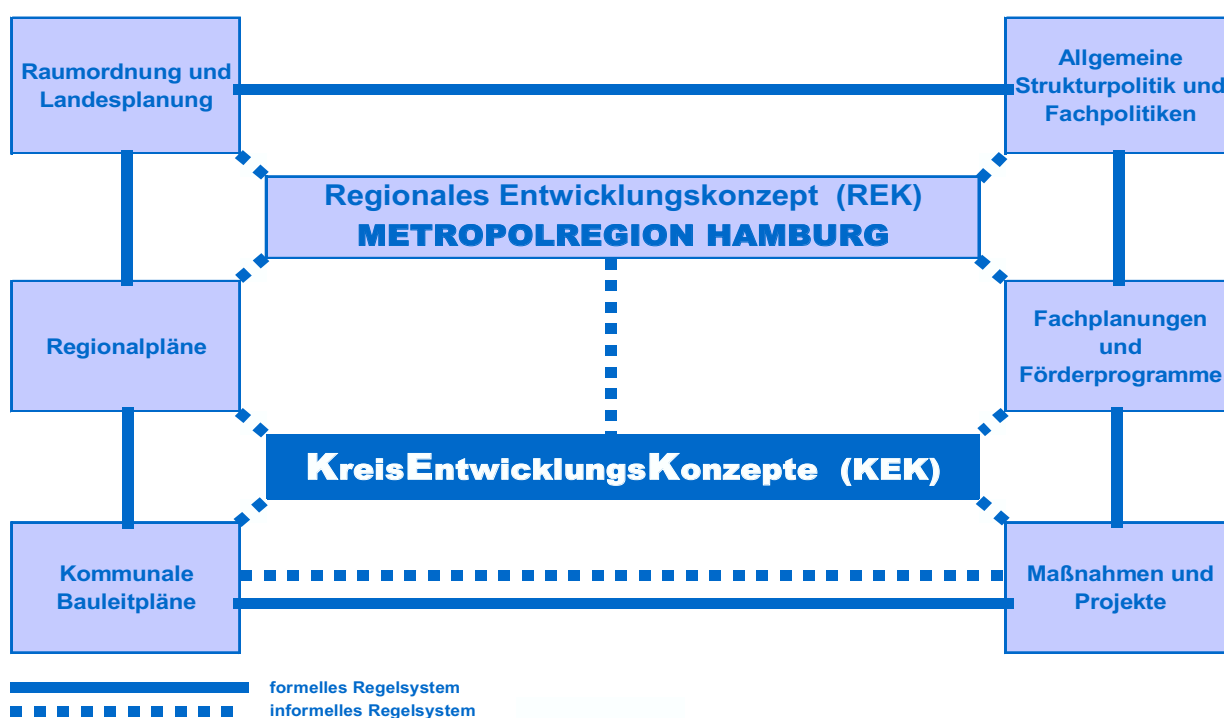 Raumordnung und
Landesplanung
Allgemeine
Strukturpolitik und
Fachpolitiken
Regionales Entwicklungskonzept (REK)
METROPOLREGION HAMBURG
Regionalpläne
Fachplanungen
und
Förderprogramme
KreisEntwicklungsKonzepte (KEK)
Kommunale
Bauleitpläne
Maßnahmen und
Projekte
formelles Regelsystem
informelles Regelsystem